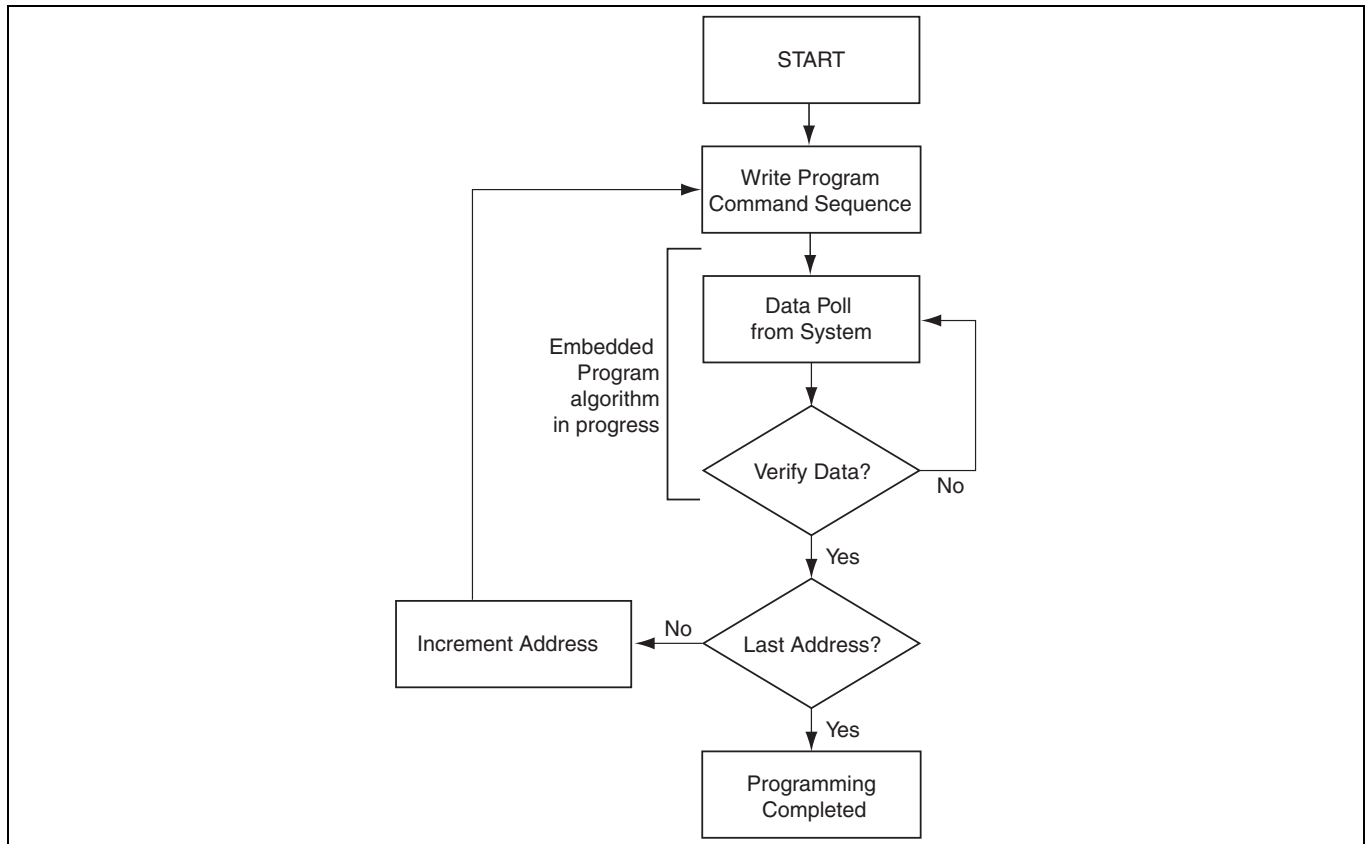 START
Write Program
Command Sequence
Data Poll
from System
Embedded
Program
algorithm
in progress
Verify Data?
No
Yes
Last Address?
No
Increment Address
Yes
Programming
Completed